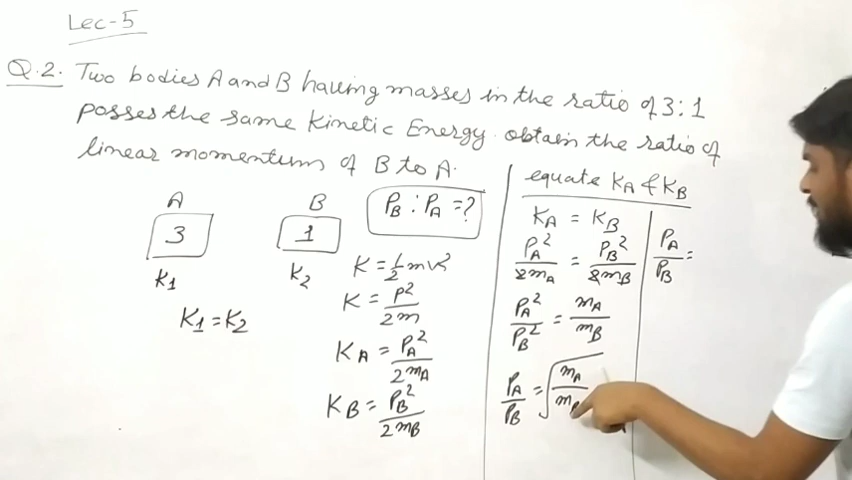 Lec-5
Q.2. Two bodies A and B having masses in the ratio of 3:1
posses the same Kinetic Energy. obtain the ratio of
linear momentum of B to A.
A
3
K1
B
1
K2
K1 = K2
PB : PA = ?
K = 1/2 mv²
K = P²/2m
KA = PA²/2mA
KB = PB²/2mB
equate KA & KB
KA = KB
PA²/2mA = PB²/2mB
PA²/PB² = mA/mB
PA/PB = √mA/m
PA/PB =